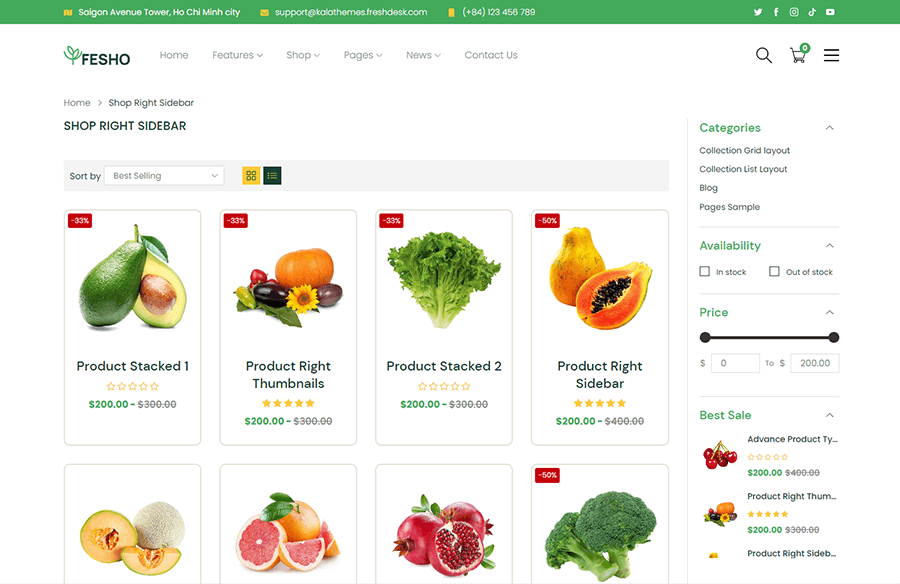 Saigon Avenue Tower, Ho Chi Minh city
support@kalathemes.freshdesk.com
(+84) 123 456 789
FESHO
Home
Features
Shop
Pages
News
Contact Us
0
Home > Shop Right Sidebar
SHOP RIGHT SIDEBAR
Sort by
Best Selling
-33%
Product Stacked 1
$200.00 - $300.00
-33%
Product Right
Thumbnails
$200.00 - $300.00
-33%
Product Stacked 2
$200.00 - $300.00
-50%
Product Right
Sidebar
$200.00 - $400.00
-50%
Categories
Collection Grid layout
Collection List Layout
Blog
Pages Sample
Availability
In stock
Out of stock
Price
$ 0 To $ 200.00
Best Sale
Advance Product Ty...
$200.00 $400.00
Product Right Thum...
$200.00 $300.00
Product Right Sideb...